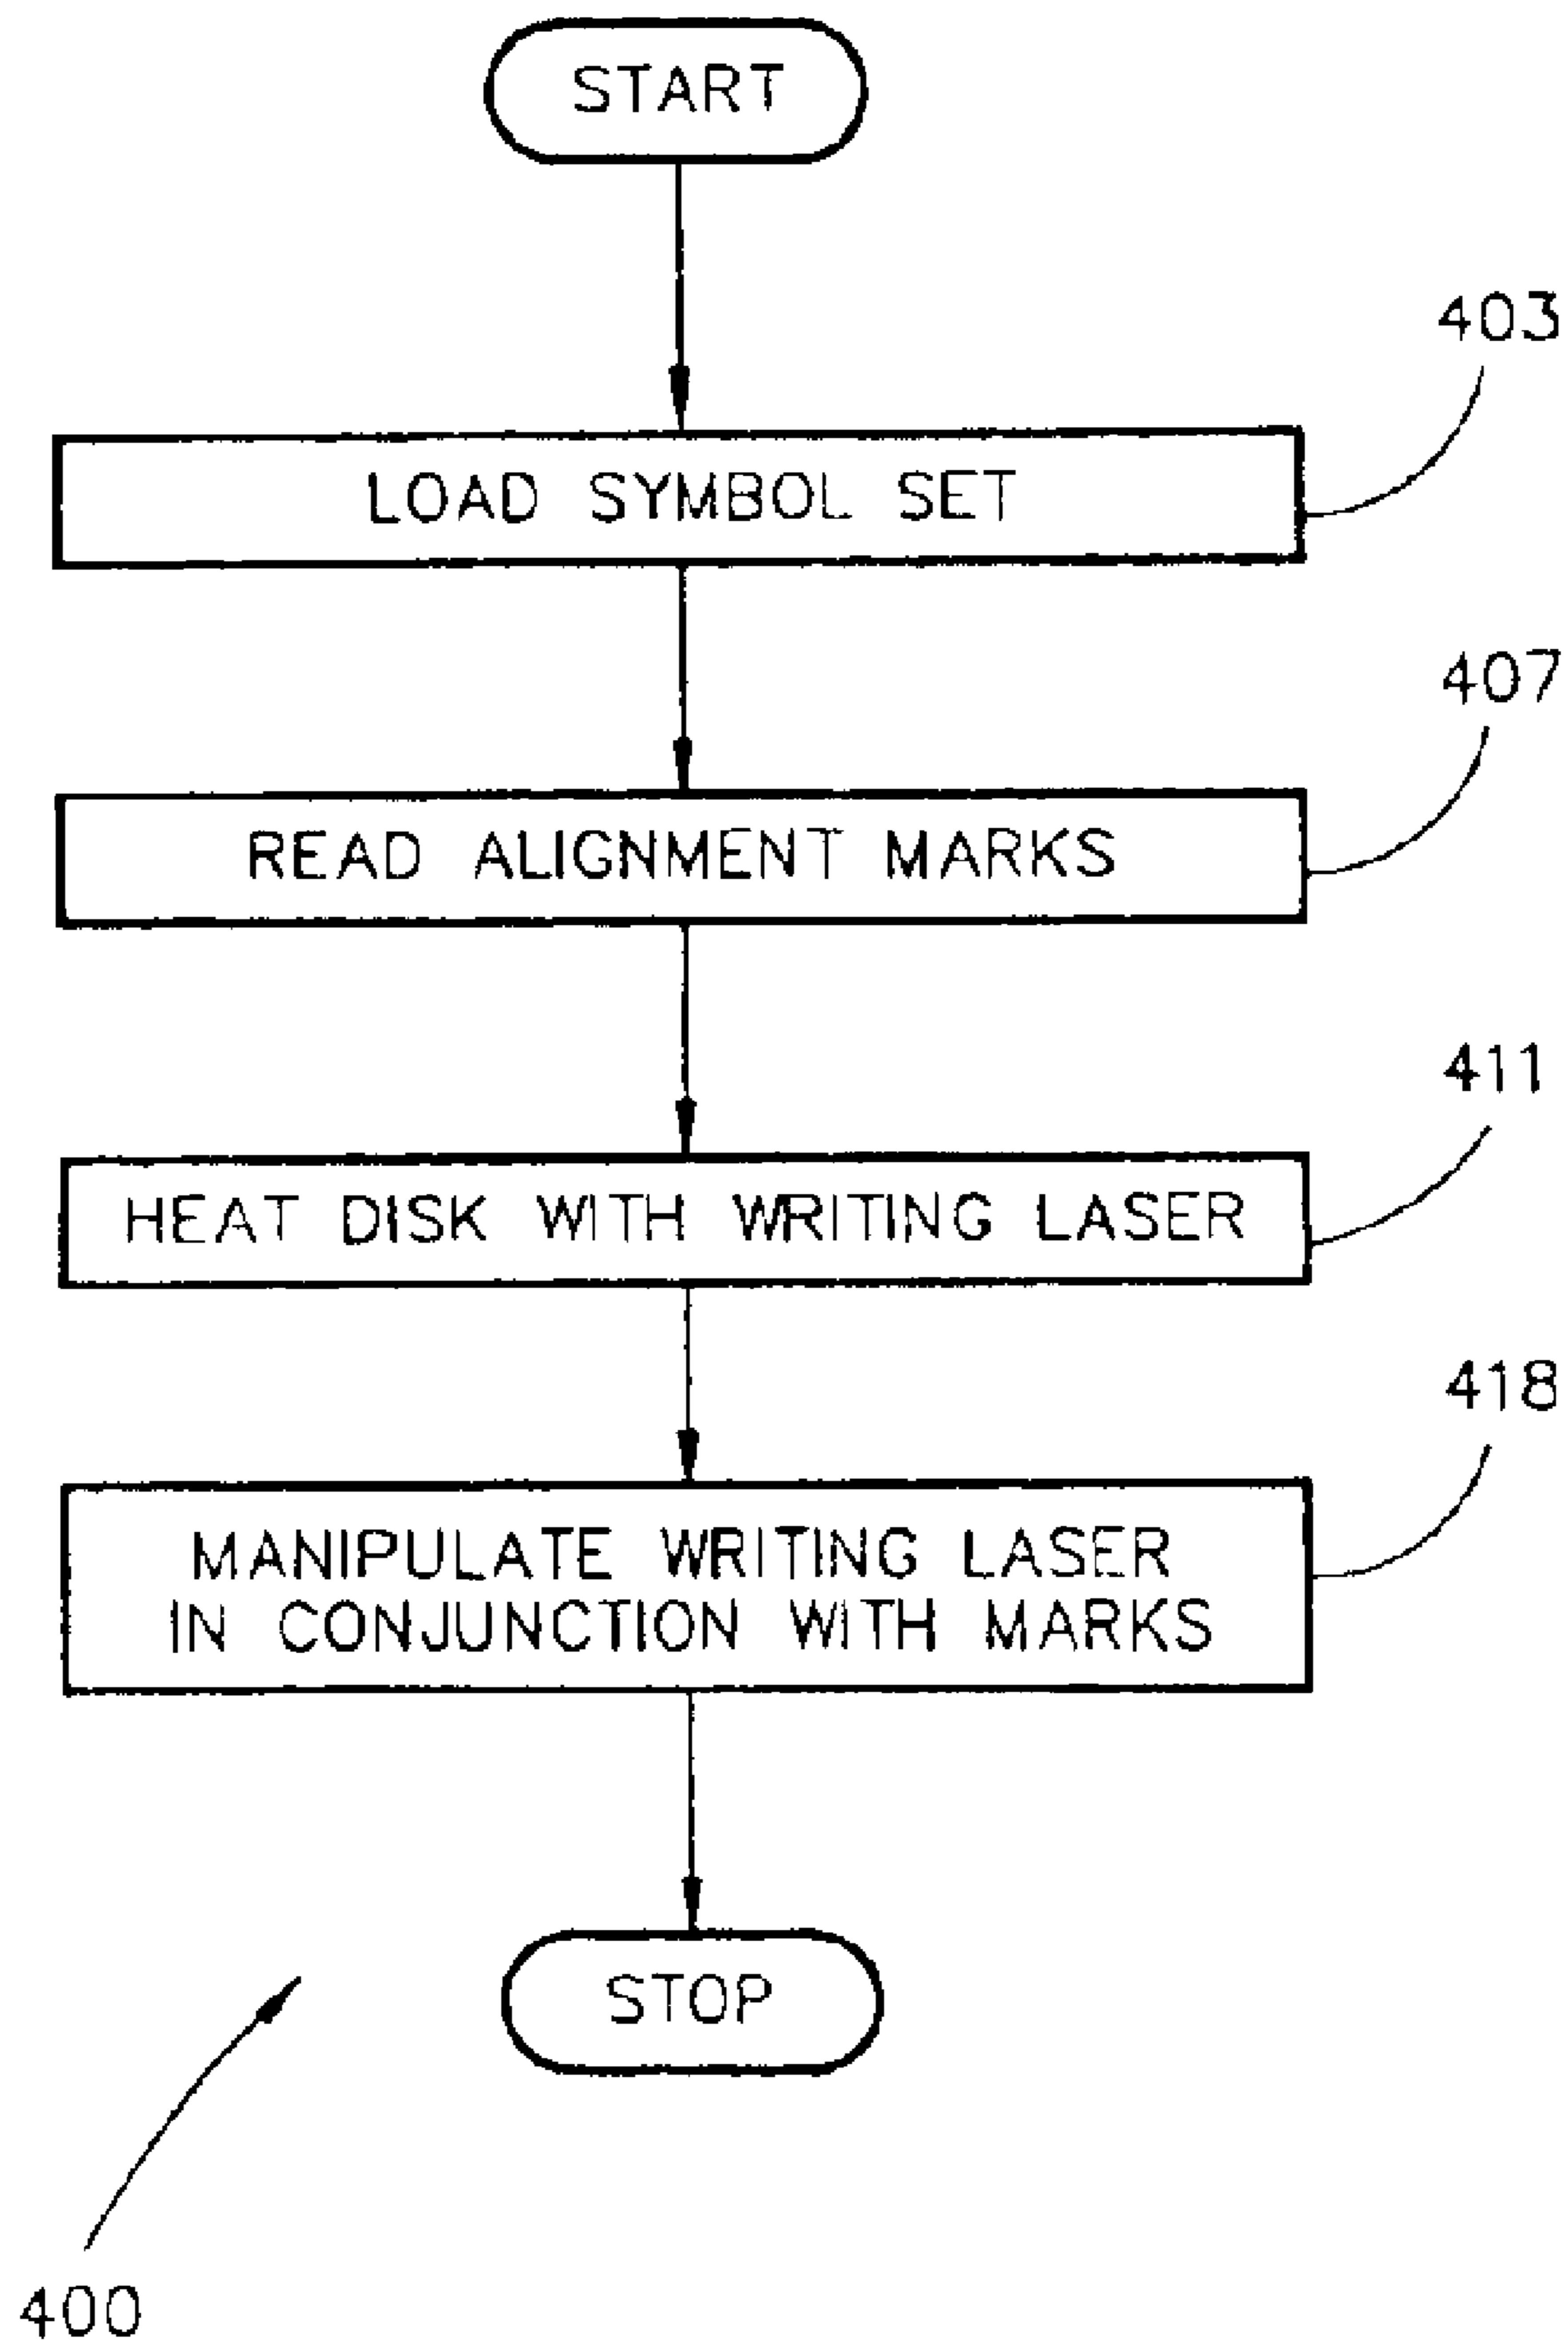 START
403
LOAD SYMBOL SET
407
READ ALIGNMENT MARKS
411
HEAT DISK WITH WRITING LASER
418
MANIPULATE WRITING LASER
IN CONJUNCTION WITH MARKS
STOP
400